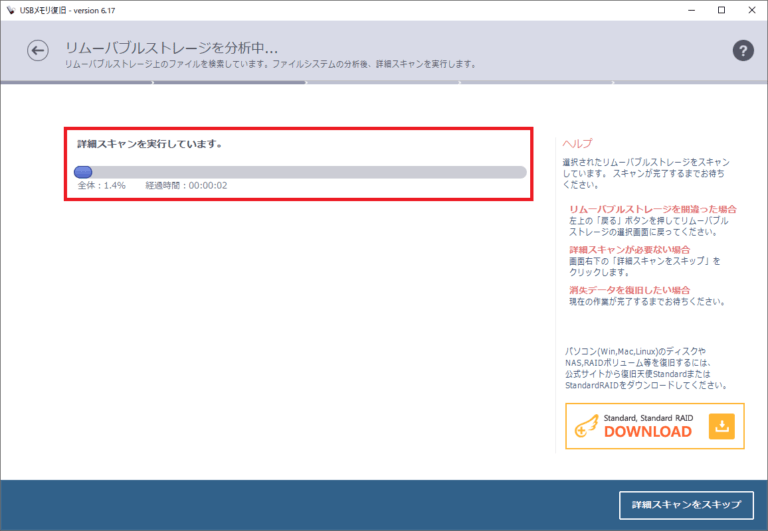 USBメモリ復旧 - version 6.17
リムーバブルストレージを分析中...
リムーバブルストレージ上のファイルを検索しています。ファイルシステムの分析後、詳細スキャンを実行します。
?
詳細スキャンを実行しています。
全体：1.4% 経過時間：00:00:02
ヘルプ
選択されたリムーバブルストレージをスキャン
しています。 スキャンが完了するまでお待ち
ください。
リムーバブルストレージを間違った場合
左上の「戻る」ボタンを押してリムーバブル
ストレージの選択画面に戻ってください。
詳細スキャンが必要ない場合
画面右下の「詳細スキャンをスキップ」を
クリックします。
消失データを復旧したい場合
現在の作業が完了するまでお待ちください。
パソコン(Win,Mac,Linux)のディスクや
NAS,RAIDボリューム等を復旧するには、
公式サイトから復旧天使Standardまたは
StandardRAIDをダウンロードしてください。
Standard, Standard RAID
DOWNLOAD
詳細スキャンをスキップ